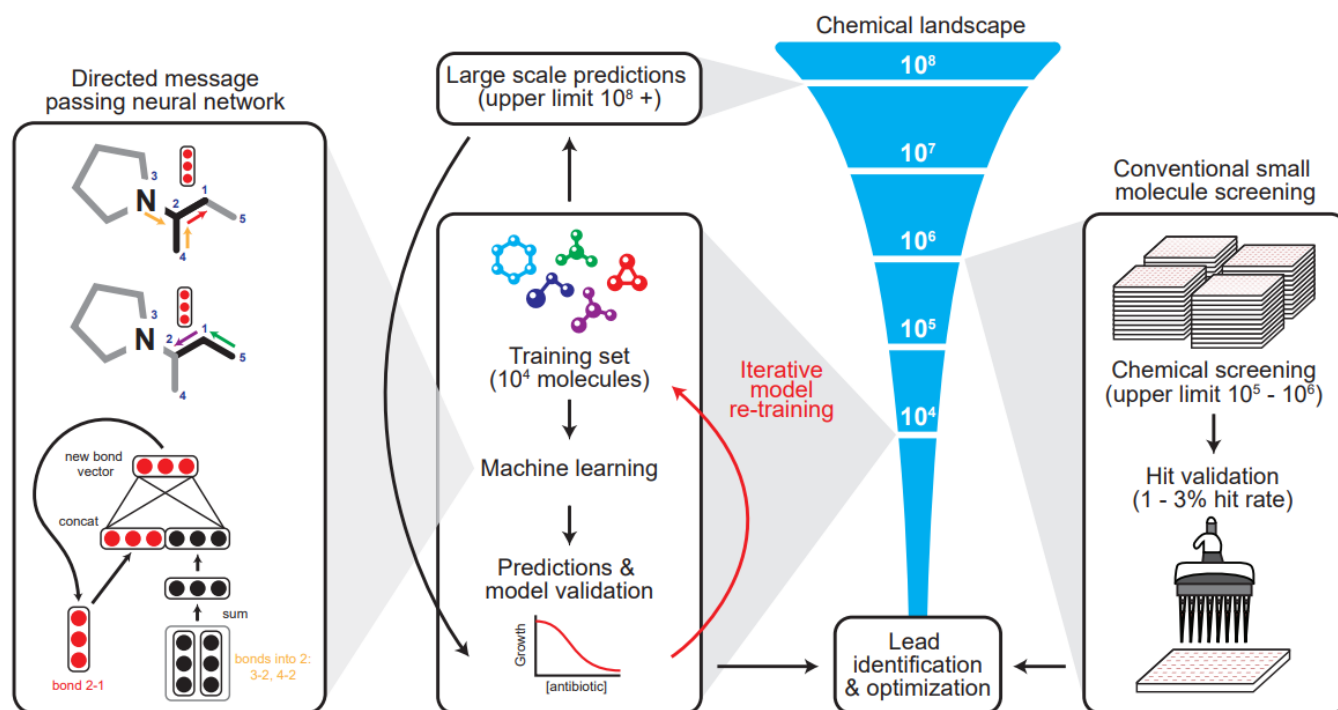 Directed message
passing neural network
3
1
N
2
5
4
3
1
N
2
5
4
new bond
vector
concat
sum
bond 2-1
bonds into 2:
3-2, 4-2
Large scale predictions
(upper limit 10⁸ +)
Training set
(10⁴ molecules)
Machine learning
Predictions &
model validation
Growth
[antibiotic]
Iterative
model
re-training
Chemical landscape
10⁸
10⁷
10⁶
10⁵
10⁴
Lead
identification
& optimization
Conventional small
molecule screening
Chemical screening
(upper limit 10⁵ - 10⁶)
Hit validation
(1 - 3% hit rate)